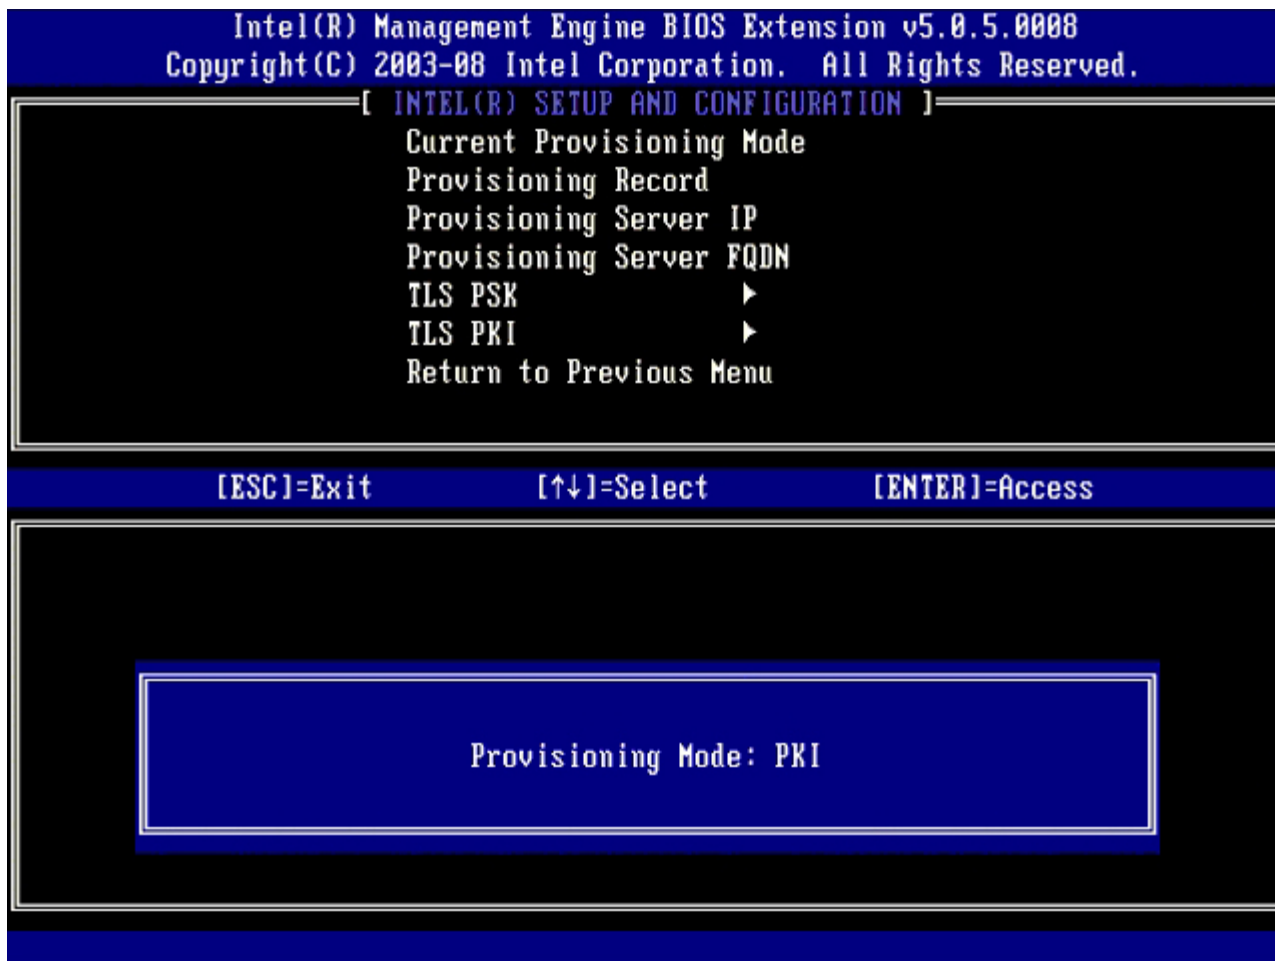 Intel(R) Management Engine BIOS Extension v5.0.5.0008
Copyright(C) 2003-08 Intel Corporation. All Rights Reserved.
[ INTEL(R) SETUP AND CONFIGURATION ]
Current Provisioning Mode
Provisioning Record
Provisioning Server IP
Provisioning Server FQDN
TLS PSK ►
TLS PKI ►
Return to Previous Menu
[ESC]=Exit [↑↓]=Select [ENTER]=Access
Provisioning Mode: PKI